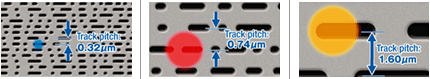 Track pitch:
0.32µm
Track pitch:
0.74µm
Track pitch:
1.60µm